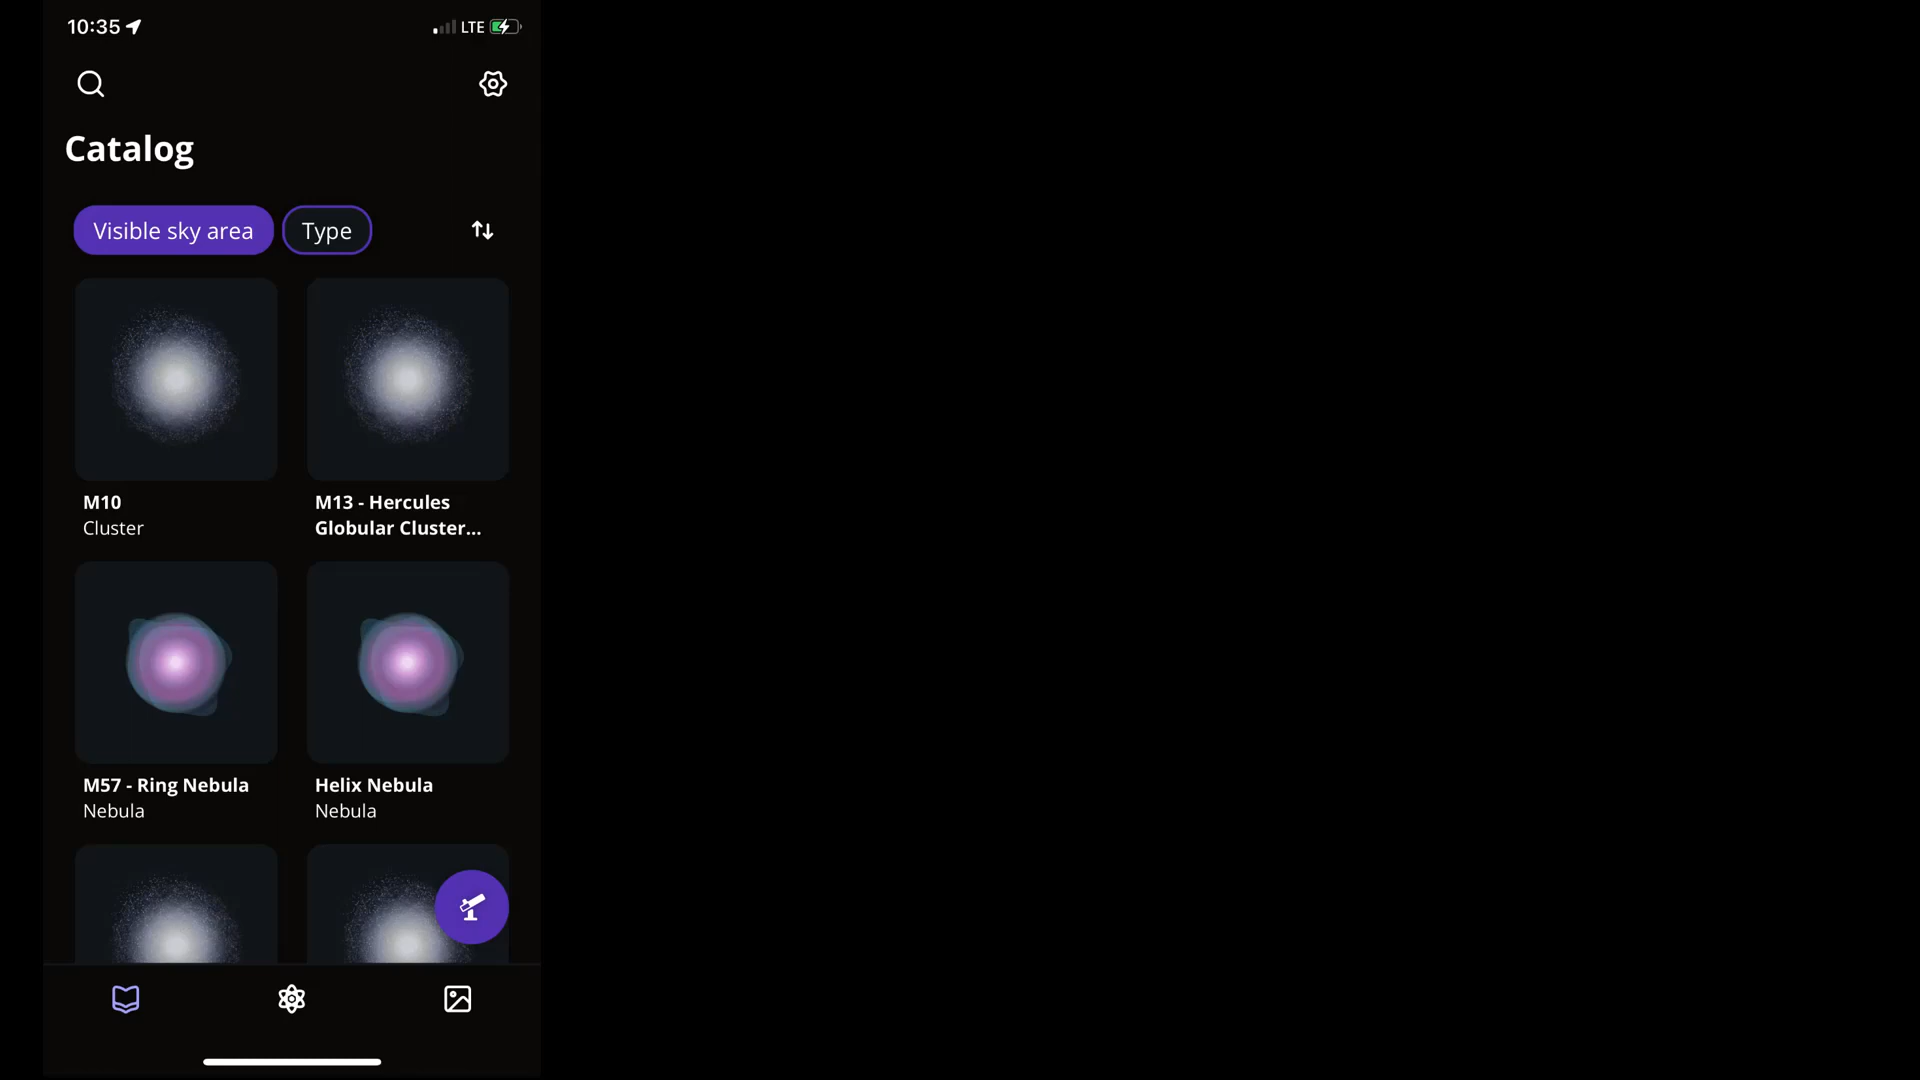 10:35 LTE
Catalog
Visible sky area Type
M10
Cluster
M13 - Hercules
Globular Cluster...
M57 - Ring Nebula
Nebula
Helix Nebula
Nebula